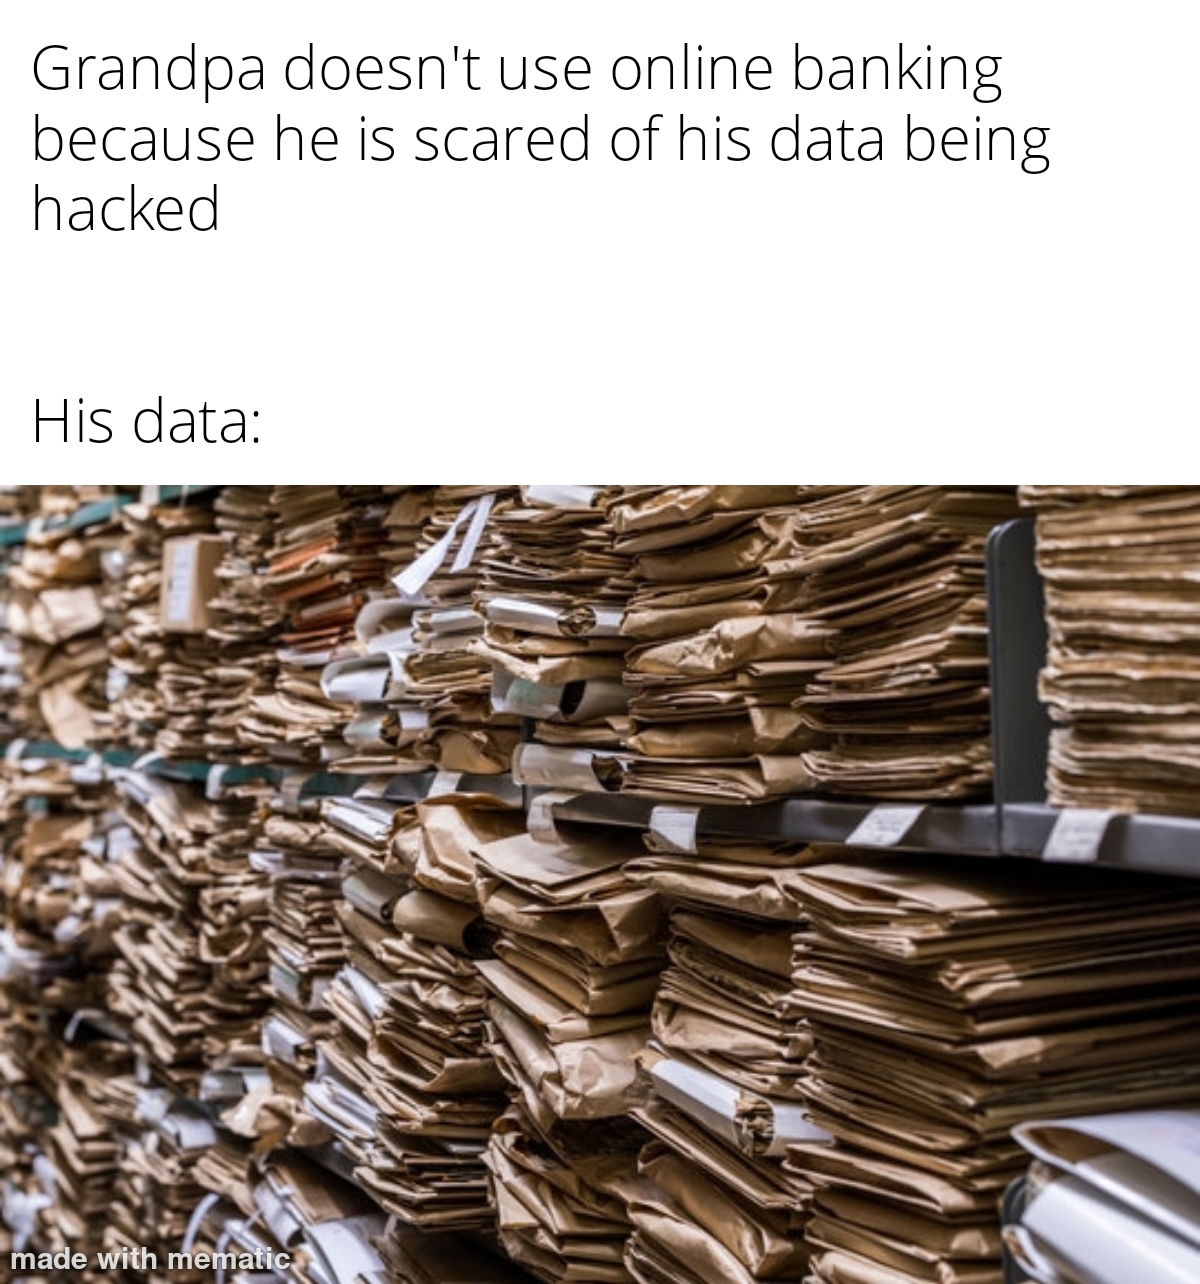 Grandpa doesn't use online banking
because he is scared of his data being
hacked
His data:
made with mematic